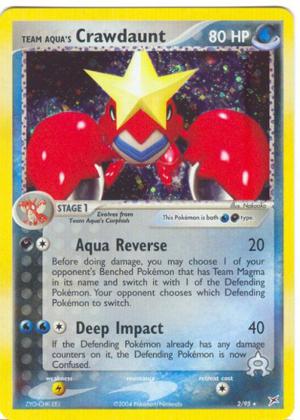 TEAM AQUA'S Crawdaunt 80 HP
STAGE 1
Evolves from
Team Aqua's Corphish
This Pokémon is both type.
Aqua Reverse 20
Before doing damage, you may choose 1 of your
opponent's Benched Pokémon that has Team Magma
in its name and switch it with 1 of the Defending
Pokémon. Your opponent chooses which Defending
Pokémon to switch.
Deep Impact 40
If the Defending Pokémon already has any damage
counters on it, the Defending Pokémon is now
Confused.
weakness resistance retreat cost
©2004 Pokémon/Nintendo 2/95